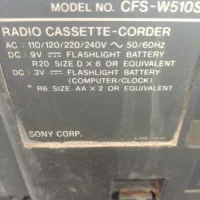 MODEL NO. CFS-W510S
RADIO CASSETTE-CORDER
AC : 110/120/220/240V ～ 50/60Hz
DC : 9V ⎓ FLASHLIGHT BATTERY
R20 SIZE D X 6 OR EQUIVALENT
DC : 3V ⎓ FLASHLIGHT BATTERY
(COMPUTER/CLOCK)
R6 SIZE AA X 2 OR EQUIVALENT
SONY CORP.